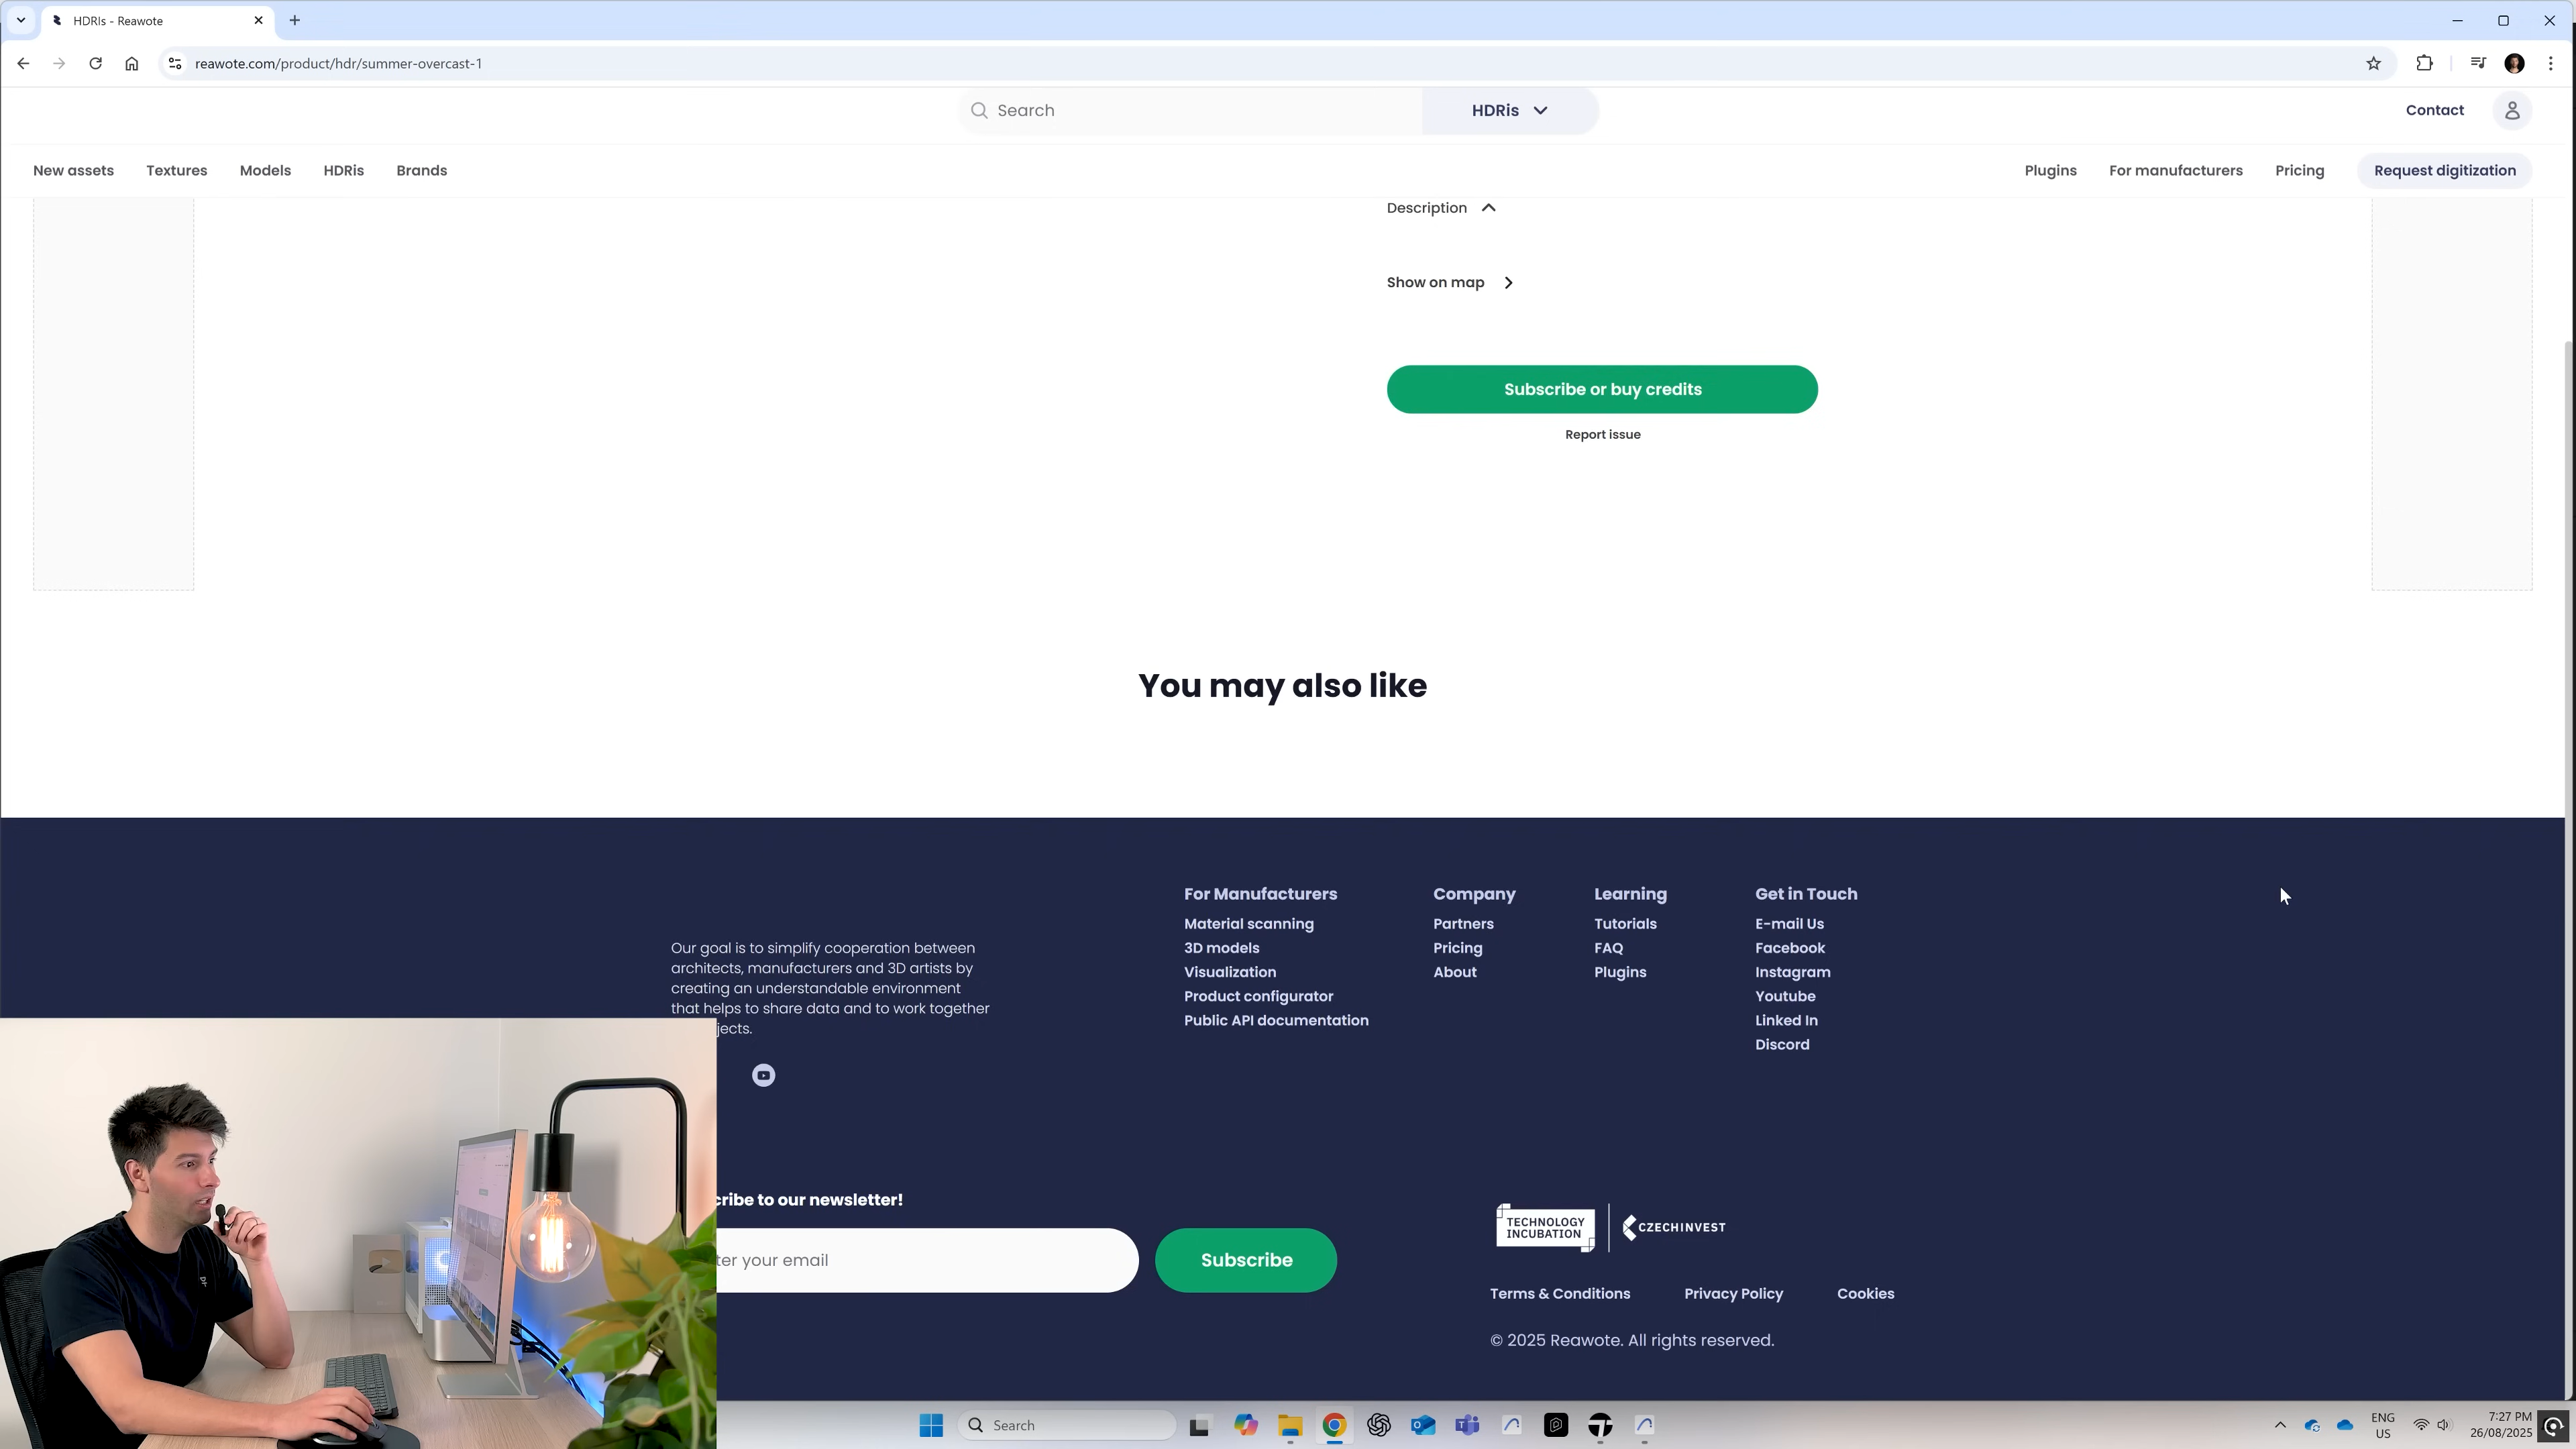 HDRIs - Reawote
reawote.com/product/hdr/summer-overcast-1
Search
HDRis
Contact
New assets
Textures
Models
HDRis
Brands
Plugins
For manufacturers
Pricing
Request digitization
Description
Show on map
Subscribe or buy credits
Report issue
You may also like
Our goal is to simplify cooperation between
architects, manufacturers and 3D artists by
creating an understandable environment
that helps to share data and to work together
jects.
For Manufacturers
Material scanning
3D models
Visualization
Product configurator
Public API documentation
Company
Partners
Pricing
About
Learning
Tutorials
FAQ
Plugins
Get in Touch
E-mail Us
Facebook
Instagram
Youtube
Linked In
Discord
cribe to our newsletter!
ter your email
Subscribe
TECHNOLOGY
INCUBATION
CZECHINVEST
Terms & Conditions
Privacy Policy
Cookies
© 2025 Reawote. All rights reserved.
Search
ENG
US
7:27 PM
26/08/2025